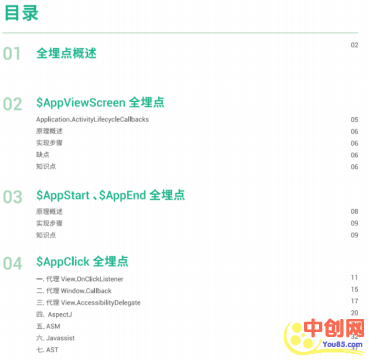 目录
01 全埋点概述 02
02 $AppViewScreen 全埋点
Application.ActivityLifecycleCallbacks 05
原理概述 06
实现步骤 06
缺点 06
知识点 06
03 $AppStart、$AppEnd 全埋点
原理概述 08
实现步骤 09
知识点 09
04 $AppClick 全埋点
一. 代理 View.OnClickListener 11
二. 代理 Window.Callback 15
三. 代理 View.AccessibilityDelegate 17
四. AspectJ 20
五. ASM
六. Javassist
七. AST
中创网
You85.com